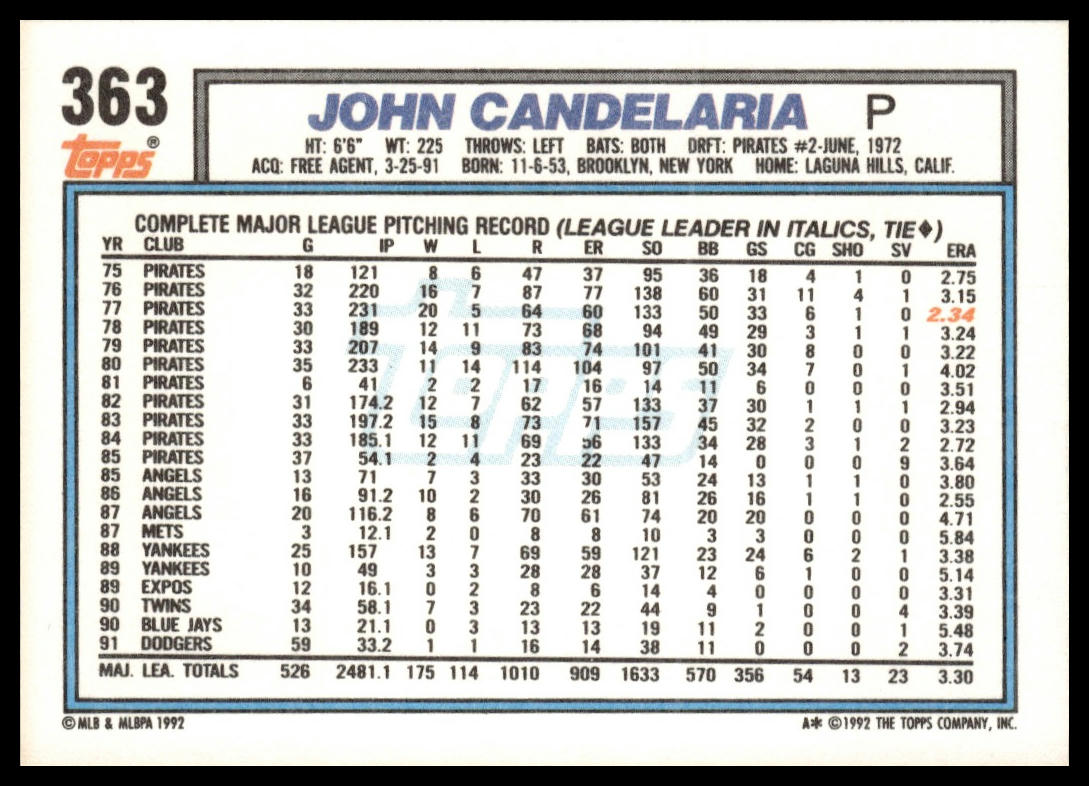 363
JOHN CANDELARIA P
Topps®
HT: 6'6" WT: 225 THROWS: LEFT BATS: BOTH DRFT: PIRATES #2-JUNE, 1972
ACQ: FREE AGENT, 3-25-91 BORN: 11-6-53, BROOKLYN, NEW YORK HOME: LAGUNA HILLS, CALIF.
COMPLETE MAJOR LEAGUE PITCHING RECORD (LEAGUE LEADER IN ITALICS, TIE♦)
YR CLUB G IP W L R ER SO BB GS CG SHO SV ERA
75 PIRATES 18 121 8 6 47 37 95 36 18 4 1 0 2.75
76 PIRATES 32 220 16 7 87 77 138 60 31 11 4 1 3.15
77 PIRATES 33 231 20 5 64 60 133 50 33 6 1 0 2.34
78 PIRATES 30 189 12 11 73 68 94 49 29 3 1 1 3.24
79 PIRATES 33 207 14 9 83 74 101 41 30 8 0 0 3.22
80 PIRATES 35 233 11 14 114 104 97 50 34 7 0 1 4.02
81 PIRATES 6 41 2 2 17 16 14 11 6 0 0 0 3.51
82 PIRATES 31 174.2 12 7 62 57 133 37 30 1 1 1 2.94
83 PIRATES 33 197.2 15 8 73 71 157 45 32 2 0 0 3.23
84 PIRATES 33 185.1 12 11 69 56 133 34 28 3 1 2 2.72
85 PIRATES 37 54.1 2 4 23 22 47 14 0 0 0 9 3.64
85 ANGELS 13 71 7 3 33 30 53 24 13 1 1 0 3.80
86 ANGELS 16 91.2 10 2 30 26 81 26 16 1 1 0 2.55
87 ANGELS 20 116.2 8 6 70 61 74 20 20 0 0 0 4.71
87 METS 3 12.1 2 0 8 8 10 3 3 0 0 0 5.84
88 YANKEES 25 157 13 7 69 59 121 23 24 6 2 1 3.38
89 YANKEES 10 49 3 3 28 28 37 12 6 1 0 0 5.14
89 EXPOS 12 16.1 0 2 8 6 14 4 0 0 0 0 3.31
90 TWINS 34 58.1 7 3 23 22 44 9 1 0 0 4 3.39
90 BLUE JAYS 13 21.1 0 3 13 13 19 11 2 0 0 1 5.48
91 DODGERS 59 33.2 1 1 16 14 38 11 0 0 0 2 3.74
MAJ. LEA. TOTALS 526 2481.1 175 114 1010 909 1633 570 356 54 13 23 3.30
Topps
© MLB & MLBPA 1992
A* ©1992 THE TOPPS COMPANY, INC.